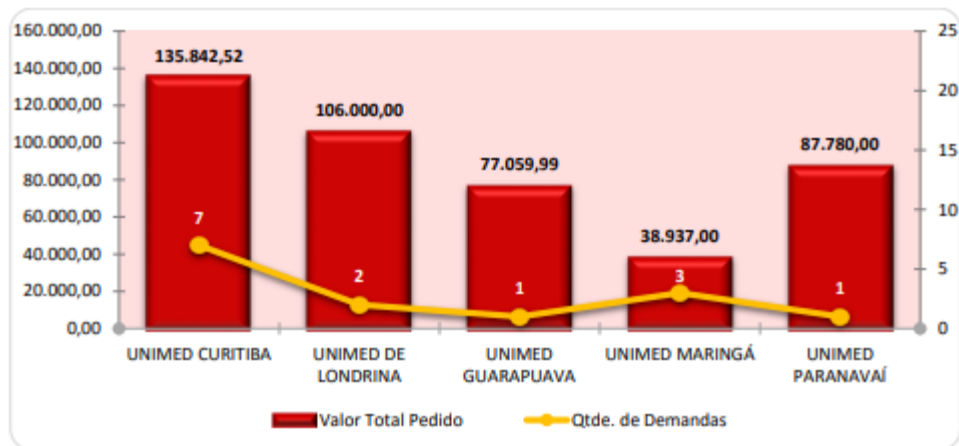 160.000,00
140.000,00
120.000,00
100.000,00
80.000,00
60.000,00
40.000,00
20.000,00
0,00
135.842,52
106.000,00
77.059,99
38.937,00
87.780,00
7
2
1
3
1
25
20
15
10
5
0
UNIMED CURITIBA
UNIMED DE
LONDRINA
UNIMED
GUARAPUAVA
UNIMED MARINGÁ
UNIMED
PARANAVAÍ
Valor Total Pedido
Qtde. de Demandas